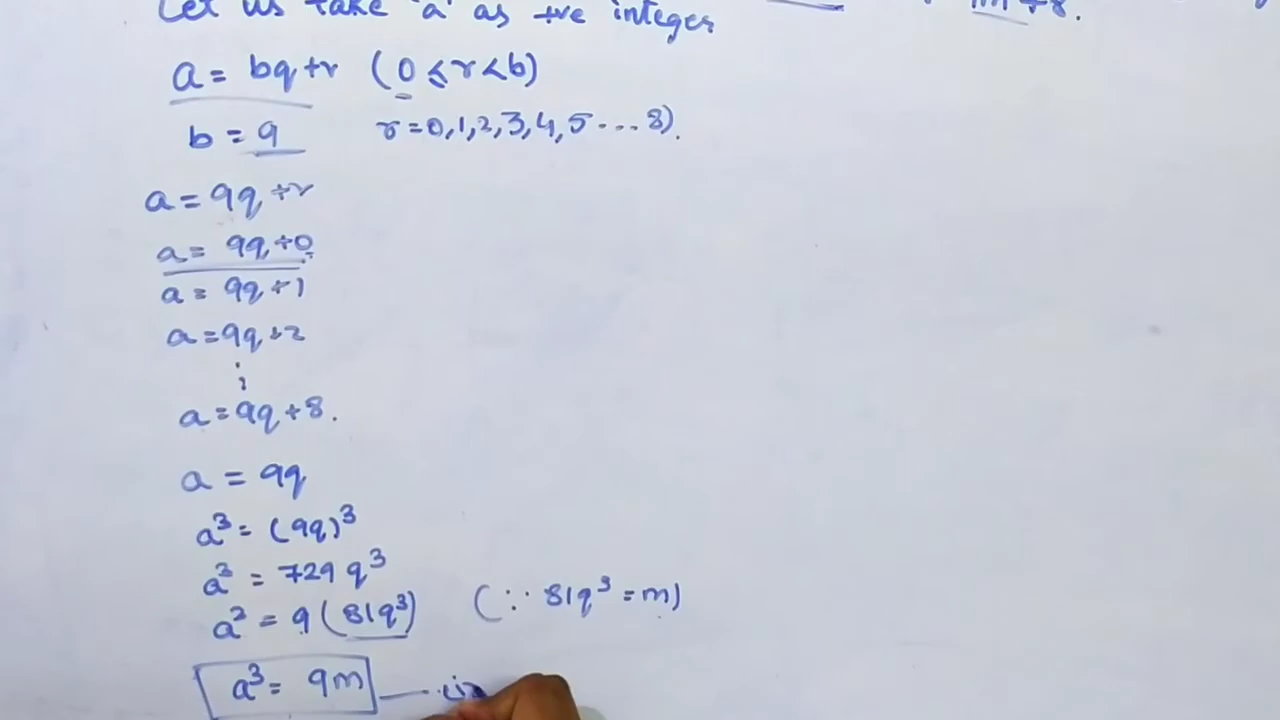 Let us take 'a' as +ve integer
m + 8.
a = bq + r (0 ≤ r < b)
b = 9 r = 0, 1, 2, 3, 4, 5 ... 8).
a = 9q + r
a = 9q + 0
a = 9q + 1
a = 9q + 2
⋮
a = 9q + 8.
a = 9q
a³ = (9q)³
a² = 729 q³
a² = 9 (81q³) (∵ 81q³ = m)
a³ = 9m